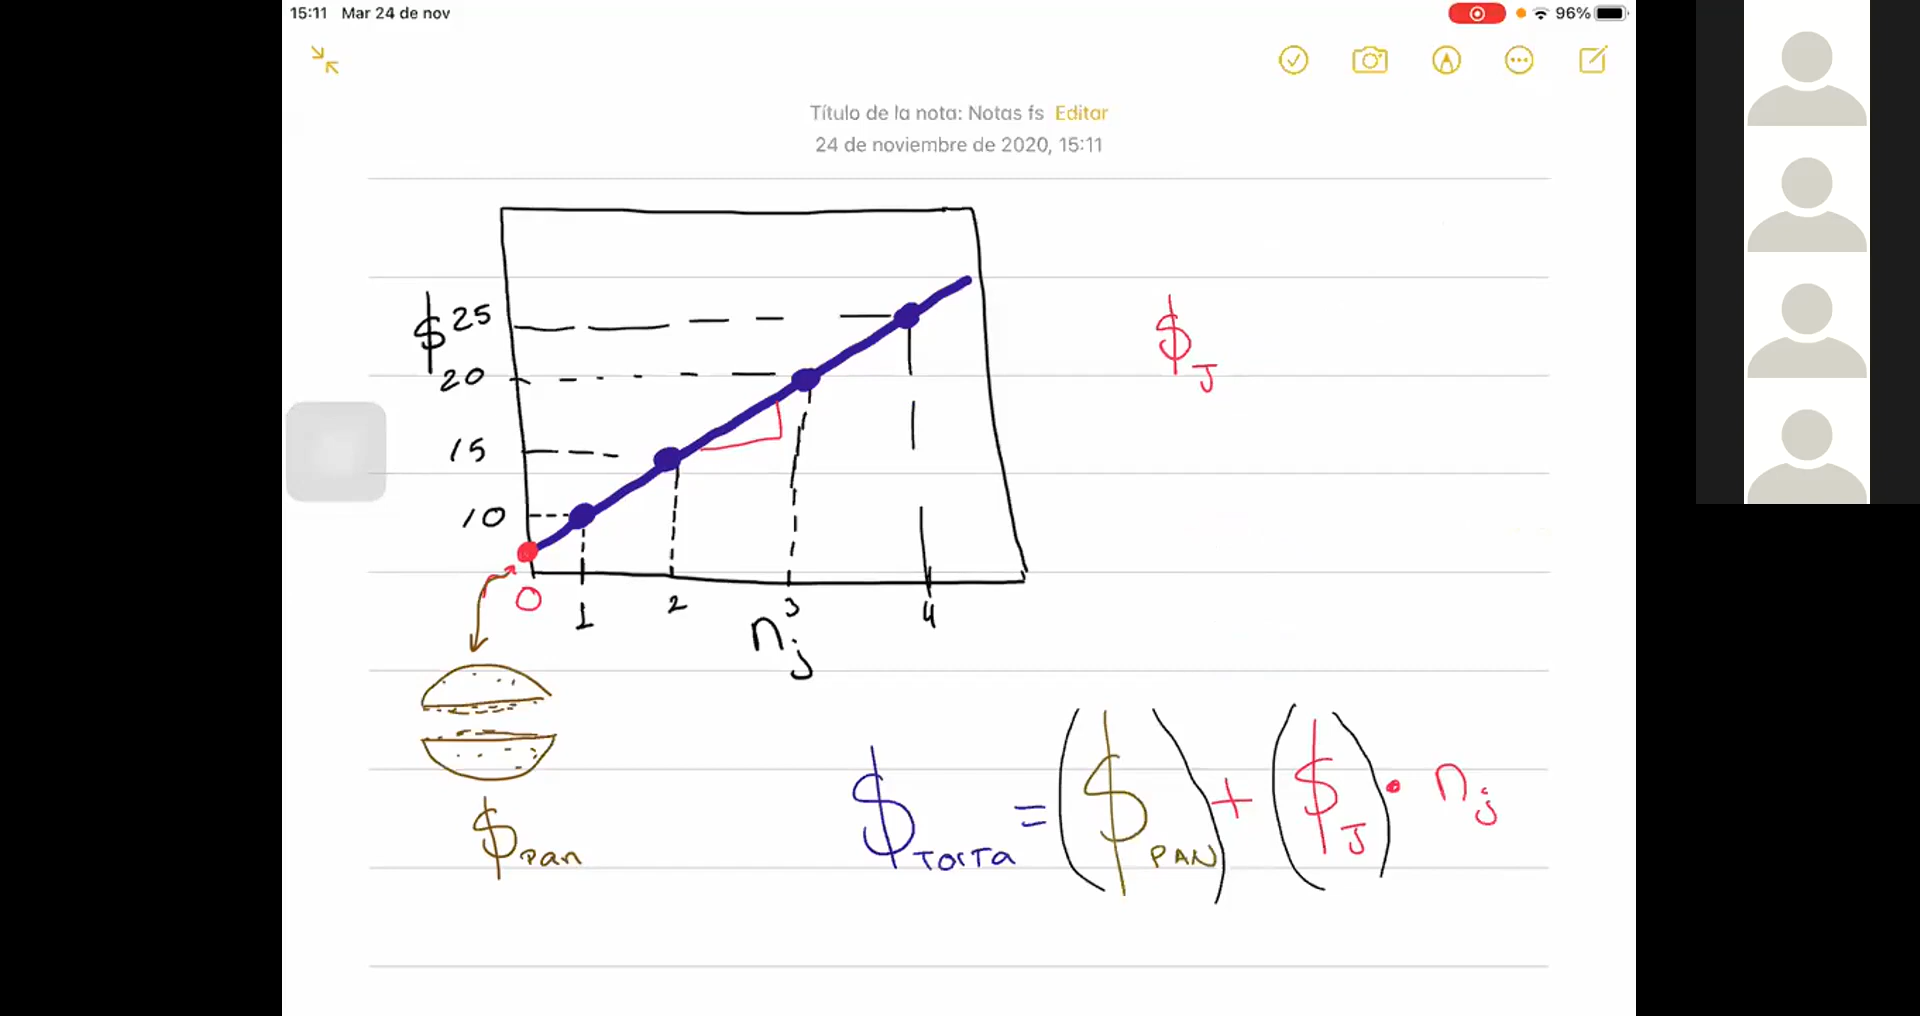 15:11 Mar 24 de nov 96%
Título de la nota: Notas fs Editar
24 de noviembre de 2020, 15:11
$ 25
20
15
10
0 1 2 3 4
nj
$J
$pan
$TOrTA = ($PAN) + ($J) • nj